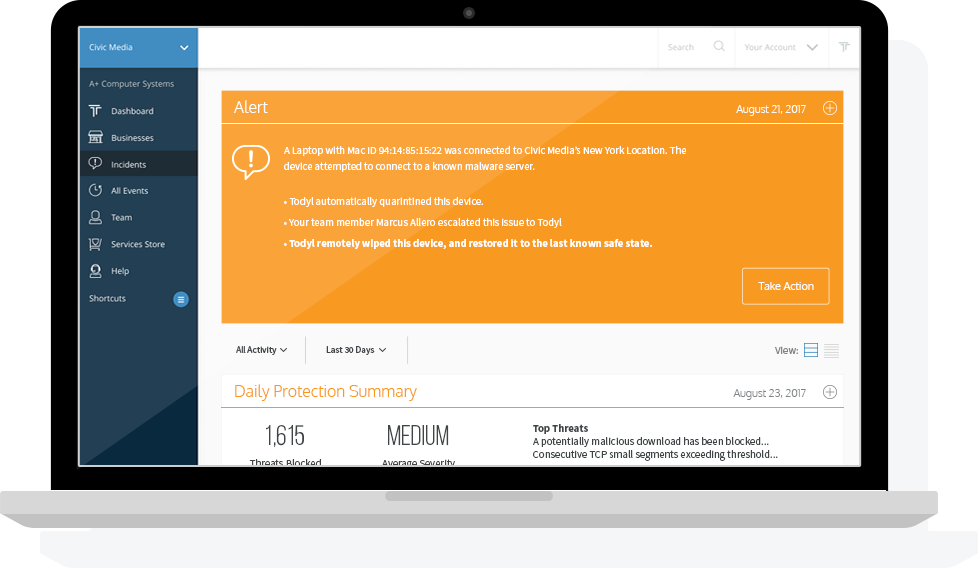 Civic Media
Search
Your Account
A+ Computer Systems
Dashboard
Businesses
Incidents
All Events
Team
Services Store
Help
Shortcuts
Alert
August 21, 2017
A Laptop with Mac ID 94:14:85:15:22 was connected to Civic Media's New York Location. The
device attempted to connect to a known malware server.
• Todyl automatically quarintined this device.
• Your team member Marcus Allero escalated this issue to Todyl
• Todyl remotely wiped this device, and restored it to the last known safe state.
Take Action
All Activity
Last 30 Days
View:
Daily Protection Summary
August 23, 2017
1,615
Threats Blocked
MEDIUM
Average Severity
Top Threats
A potentially malicious download has been blocked...
Consecutive TCP small segments exceeding threshold...